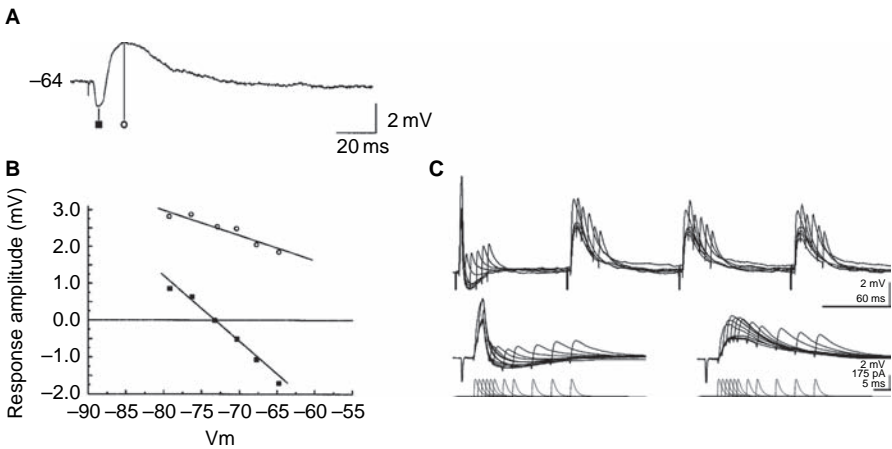 A
–64
2 mV
20 ms
B
Response amplitude (mV)
3.0
2.0
1.0
0.0
–1.0
–2.0
–90 –85 –80 –75 –70 –65 –60 –55
Vm
C
2 mV
60 ms
2 mV
175 pA
5 ms